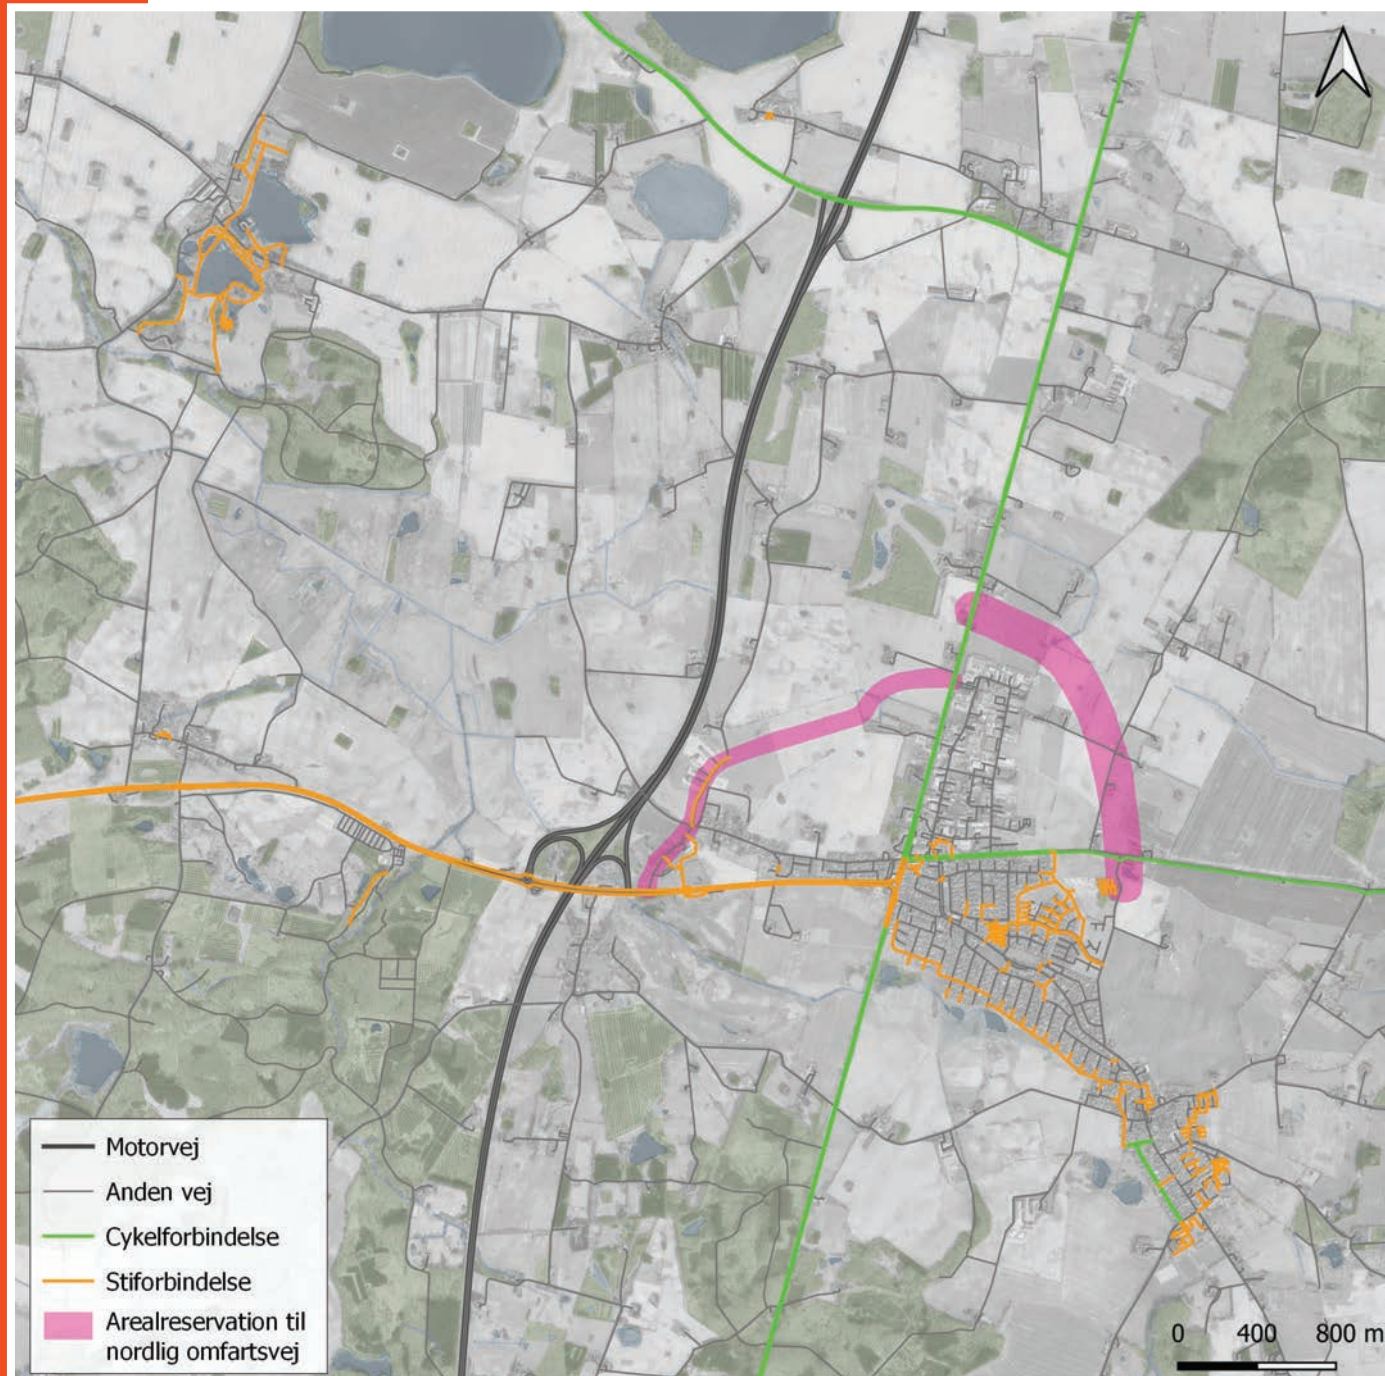 Motorvej
Anden vej
Cykelforbindelse
Stiforbindelse
Arealreservation til
nordlig omfartsvej
0 400 800 m